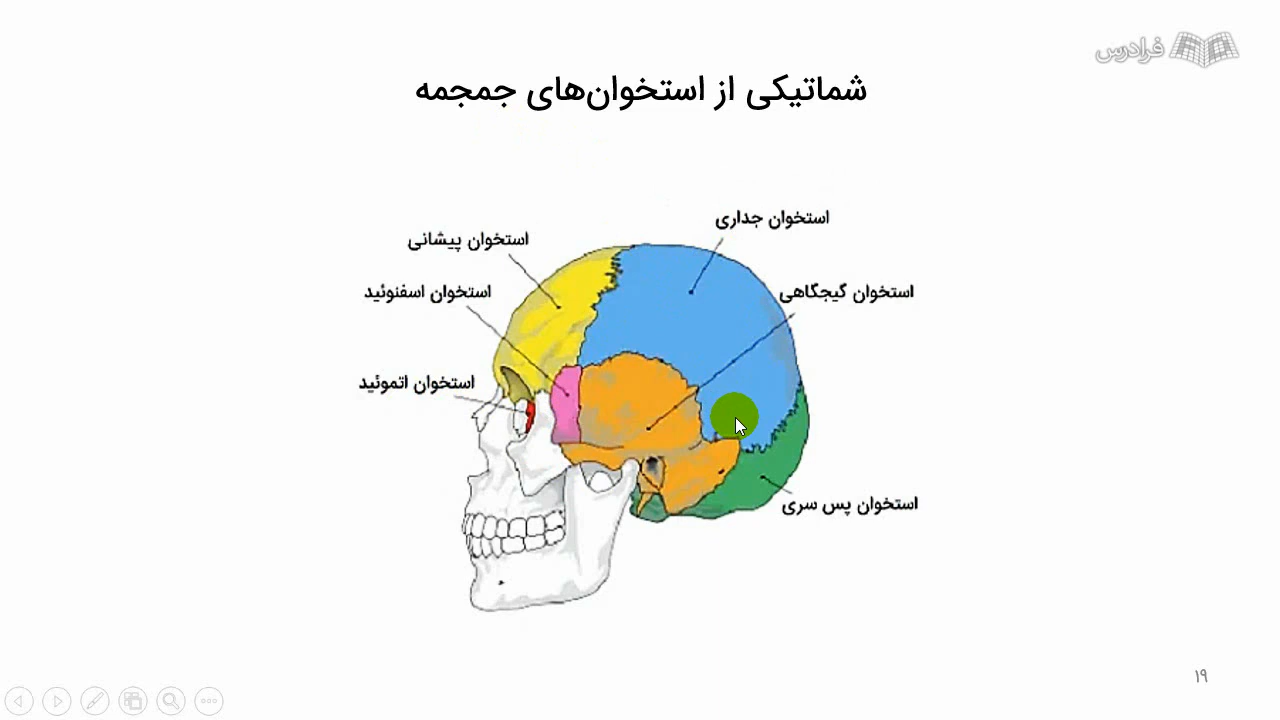 فرادرس
شماتیکی از استخوان‌های جمجمه
استخوان جداری
استخوان پیشانی
استخوان گیجگاهی
استخوان اسفنوئید
استخوان اتموئید
استخوان پس سری
۱۹